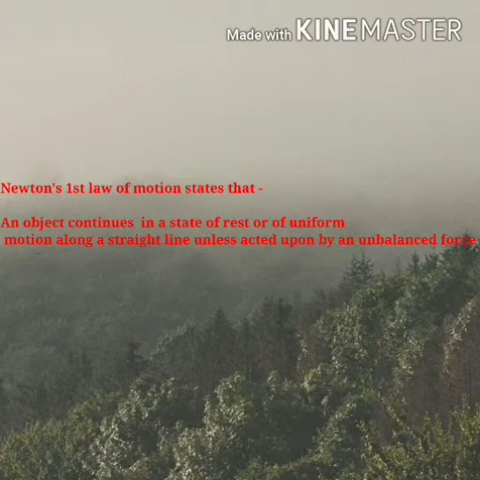 Made with KINEMASTER
Newton's 1st law of motion states that -
An object continues  in a state of rest or of uniform
motion along a straight line unless acted upon by an unbalanced force